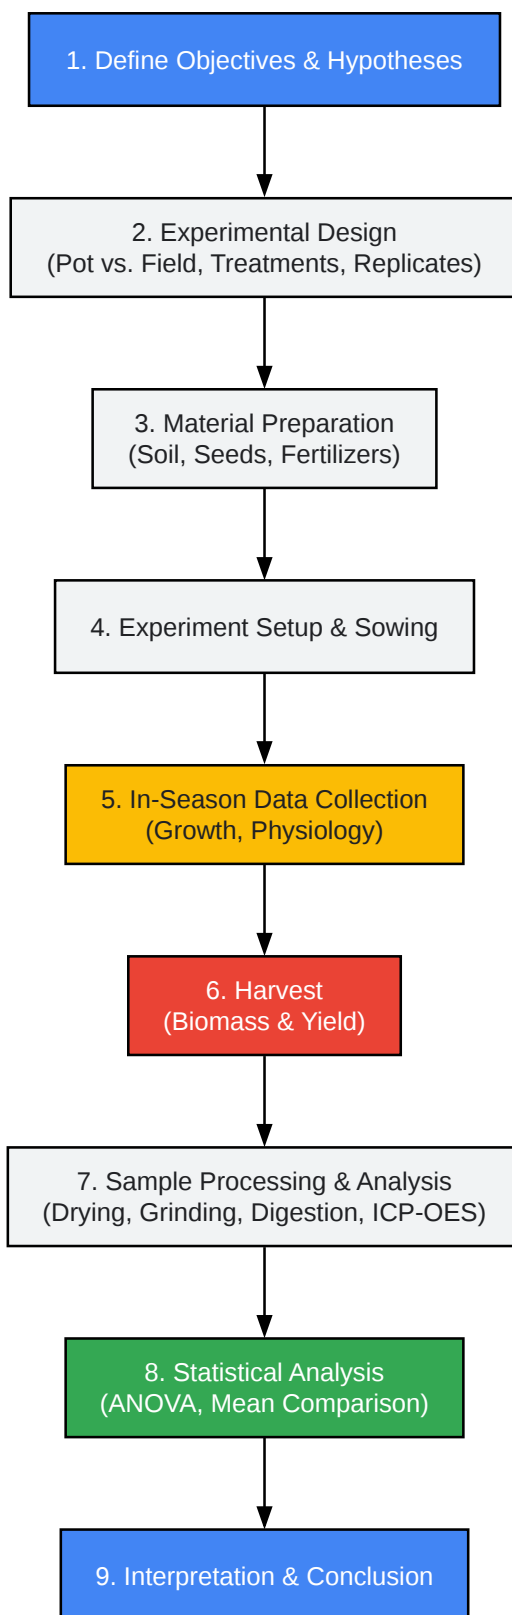 1. Define Objectives & Hypotheses
2. Experimental Design
(Pot vs. Field, Treatments, Replicates)
3. Material Preparation
(Soil, Seeds, Fertilizers)
4. Experiment Setup & Sowing
5. In-Season Data Collection
(Growth, Physiology)
6. Harvest
(Biomass & Yield)
7. Sample Processing & Analysis
(Drying, Grinding, Digestion, ICP-OES)
8. Statistical Analysis
(ANOVA, Mean Comparison)
9. Interpretation & Conclusion